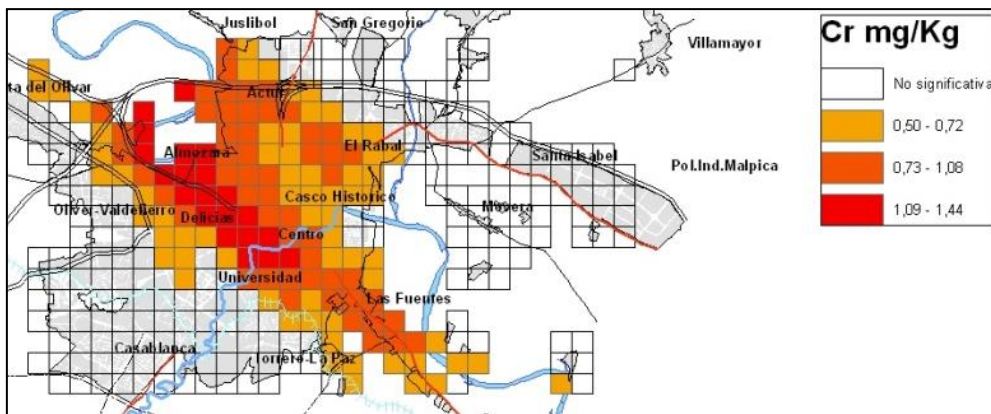 Juslibol
San Gregorio
Villamayor
ta del Olivar
Actur
Almozara
El Rabal
Santa Isabel
Pol.Ind.Malpica
Casco Historico
Oliver-Valdefierro
Delicias
Movera
Centro
Universidad
Las Fuentes
Casablanca
Torrero-La Paz
Cr mg/Kg
No significativa
0,50 - 0,72
0,73 - 1,08
1,09 - 1,44